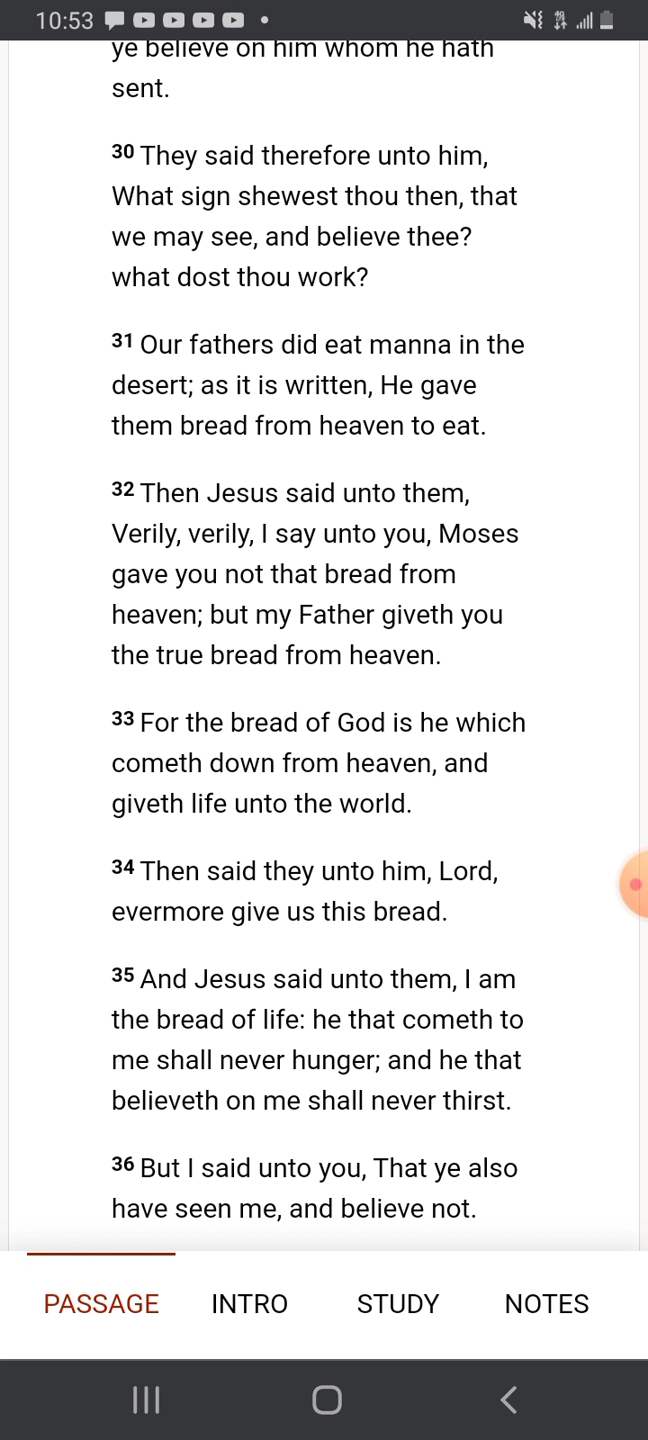 10:53
ye believe on him whom he hath
sent.
30 They said therefore unto him,
What sign shewest thou then, that
we may see, and believe thee?
what dost thou work?
31 Our fathers did eat manna in the
desert; as it is written, He gave
them bread from heaven to eat.
32 Then Jesus said unto them,
Verily, verily, I say unto you, Moses
gave you not that bread from
heaven; but my Father giveth you
the true bread from heaven.
33 For the bread of God is he which
cometh down from heaven, and
giveth life unto the world.
34 Then said they unto him, Lord,
evermore give us this bread.
35 And Jesus said unto them, I am
the bread of life: he that cometh to
me shall never hunger; and he that
believeth on me shall never thirst.
36 But I said unto you, That ye also
have seen me, and believe not.
PASSAGE INTRO STUDY NOTES